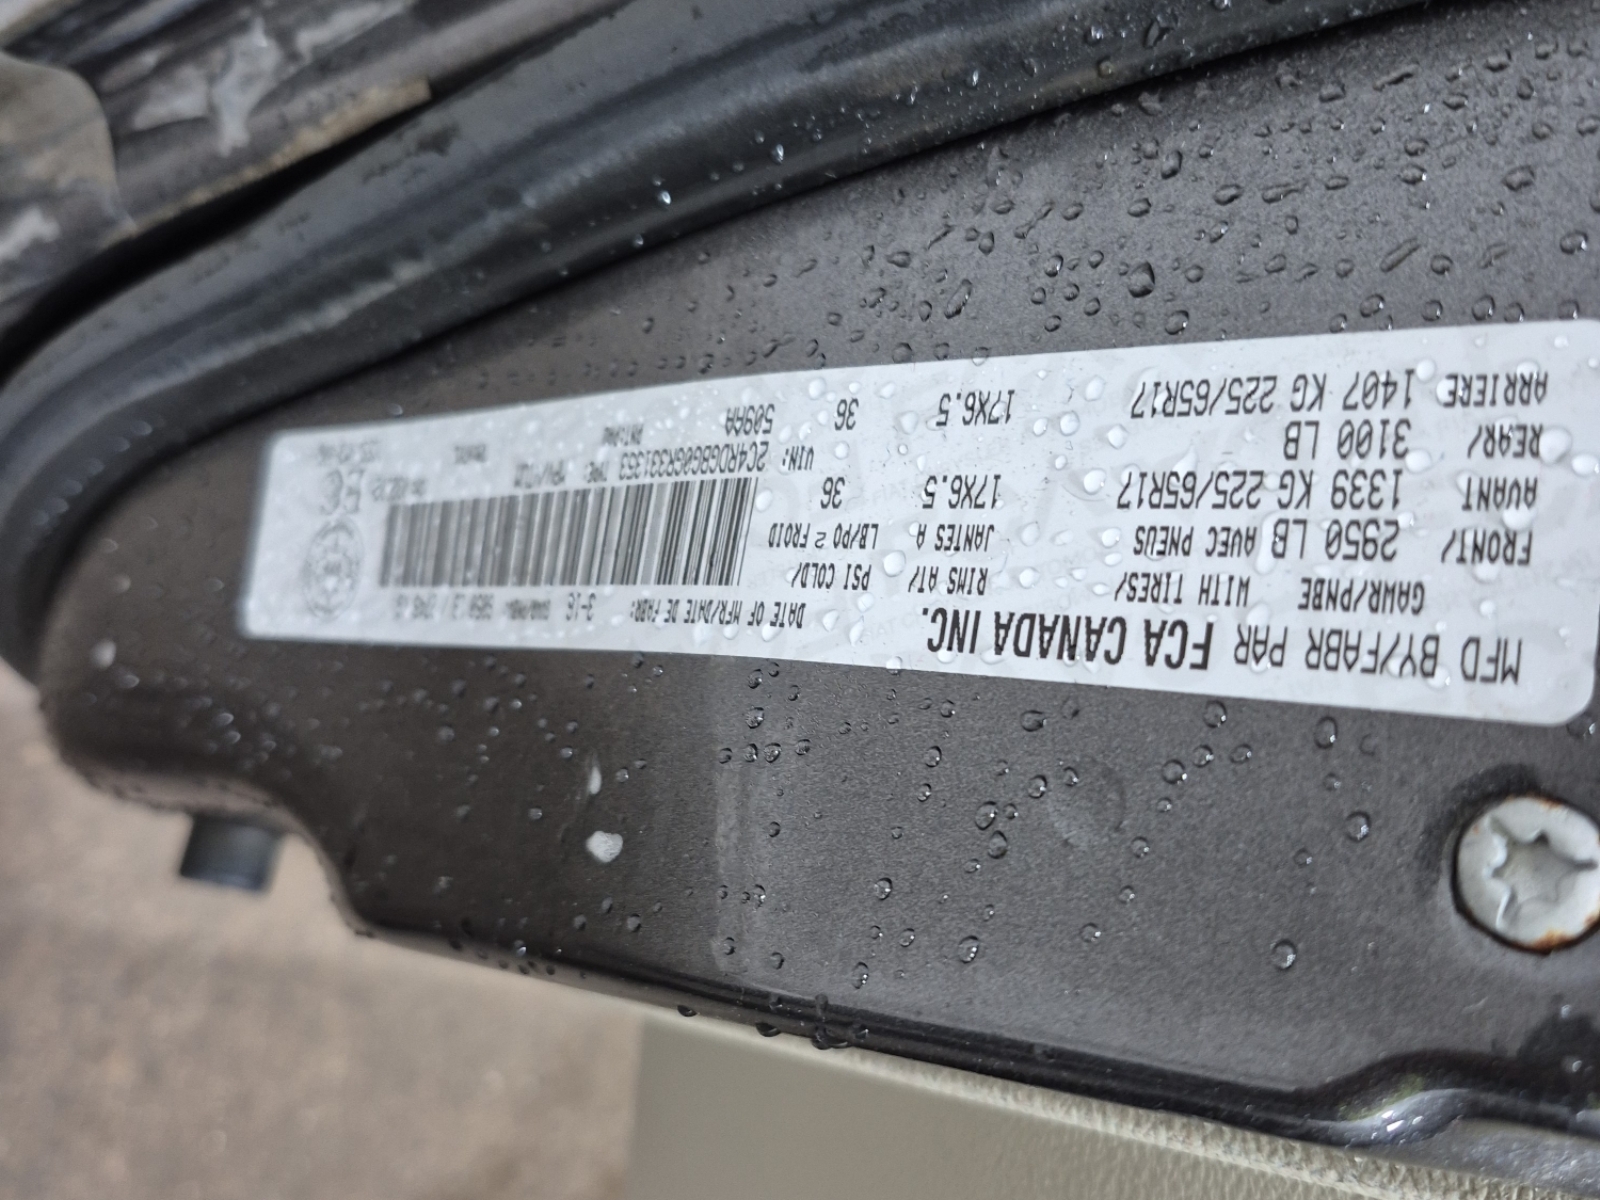 MFD BY/FABR PAR FCA CANADA INC.
DATE OF MFR/DATE DE FABR: 3-16
GAWR/PNBE WITH TIRES/ RIMS AT/ PSI COLD/
FRONT/ 2950 LB AVEC PNEUS JANTES A LB/PO 2 FROID
AVANT 1339 KG 225/65R17 17X6.5 36
REAR/ 3100 LB
ARRIERE 1407 KG 225/65R17 17X6.5 36
VIN: TYPE:
509AA